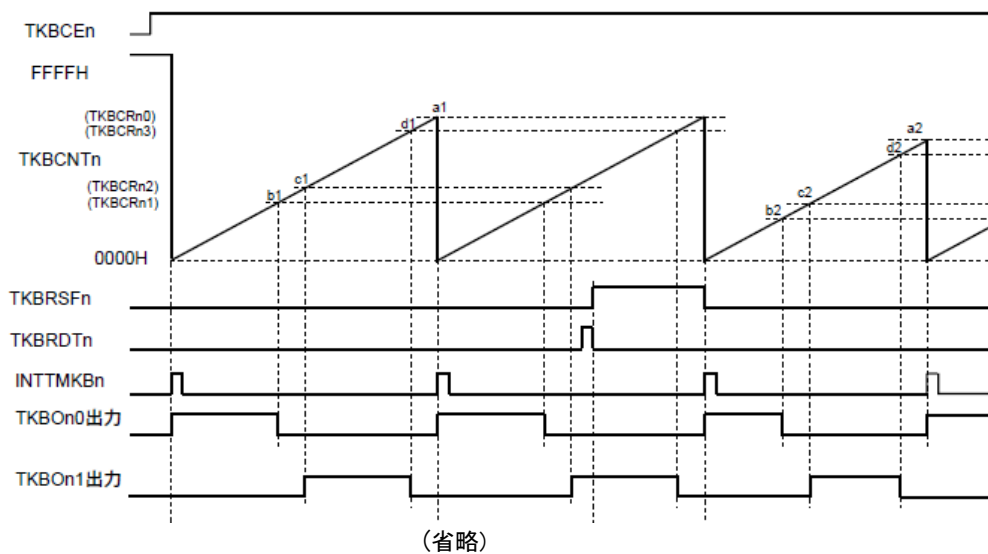 TKBCEn
FFFFH
(TKBCRn0)
(TKBCRn3)
TKBCNTn
(TKBCRn2)
(TKBCRn1)
0000H
a1
d1
c1
b1
a2
d2
c2
b2
TKBRSFn
TKBRDTn
INTTMKBn
TKBOn0出力
TKBOn1出力
(省略)